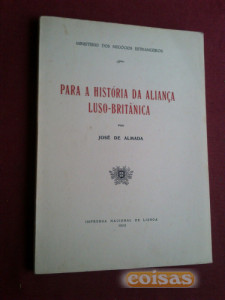 MINISTÉRIO DOS NEGÓCIOS ESTRANGEIROS
PARA A HISTÓRIA DA ALIANÇA
LUSO-BRITÂNICA
POR
JOSÉ DE ALMADA
IMPRENSA NACIONAL DE LISBOA
coisas